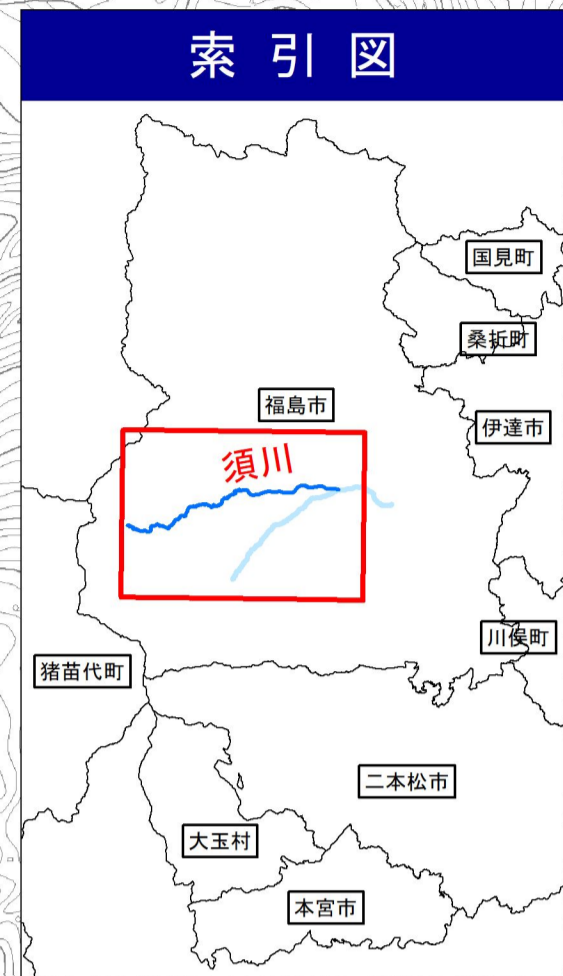 索引図
国見町
桑折町
福島市
伊達市
須川
川俣町
猪苗代町
二本松市
大玉村
本宮市